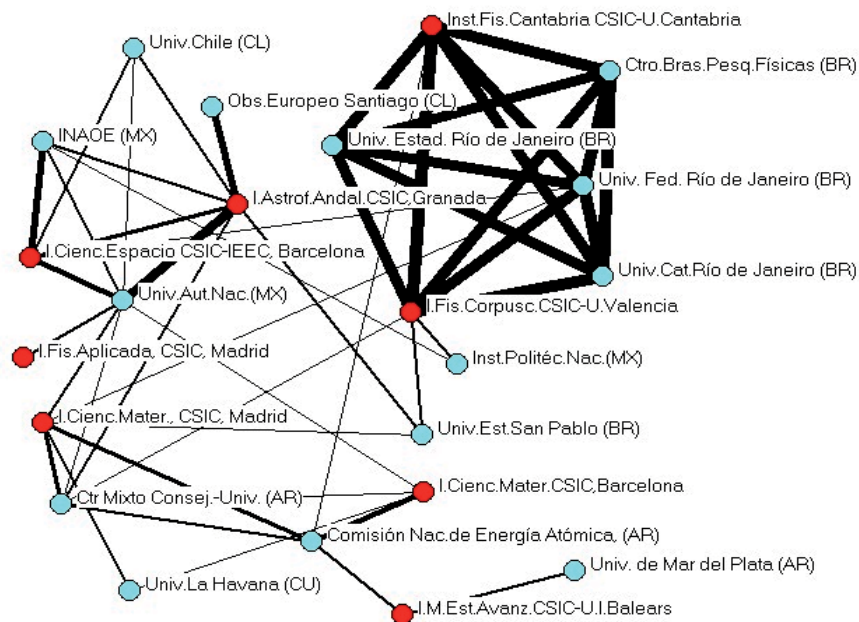 Inst.Fis.Cantabria CSIC-U.Cantabria
Univ.Chile (CL)
Ctro.Bras.Pesq.Físicas (BR)
Obs.Europeo Santiago (CL)
INAOE (MX)
Univ. Estad. Río de Janeiro (BR)
Univ. Fed. Río de Janeiro (BR)
I.Astrof.Andal.CSIC,Granada
I.Cienc.Espacio CSIC-IEEC, Barcelona
Univ.Cat.Río de Janeiro (BR)
Univ.Aut.Nac.(MX)
I.Fis.Corpusc.CSIC-U.Valencia
I.Fis.Aplicada, CSIC, Madrid
Inst.Politéc.Nac.(MX)
I.Cienc.Mater., CSIC, Madrid
Univ.Est.San Pablo (BR)
I.Cienc.Mater.CSIC,Barcelona
Ctr Mixto Consej.-Univ. (AR)
Comisión Nac.de Energía Atómica, (AR)
Univ. de Mar del Plata (AR)
Univ.La Havana (CU)
I.M.Est.Avanz.CSIC-U.I.Balears